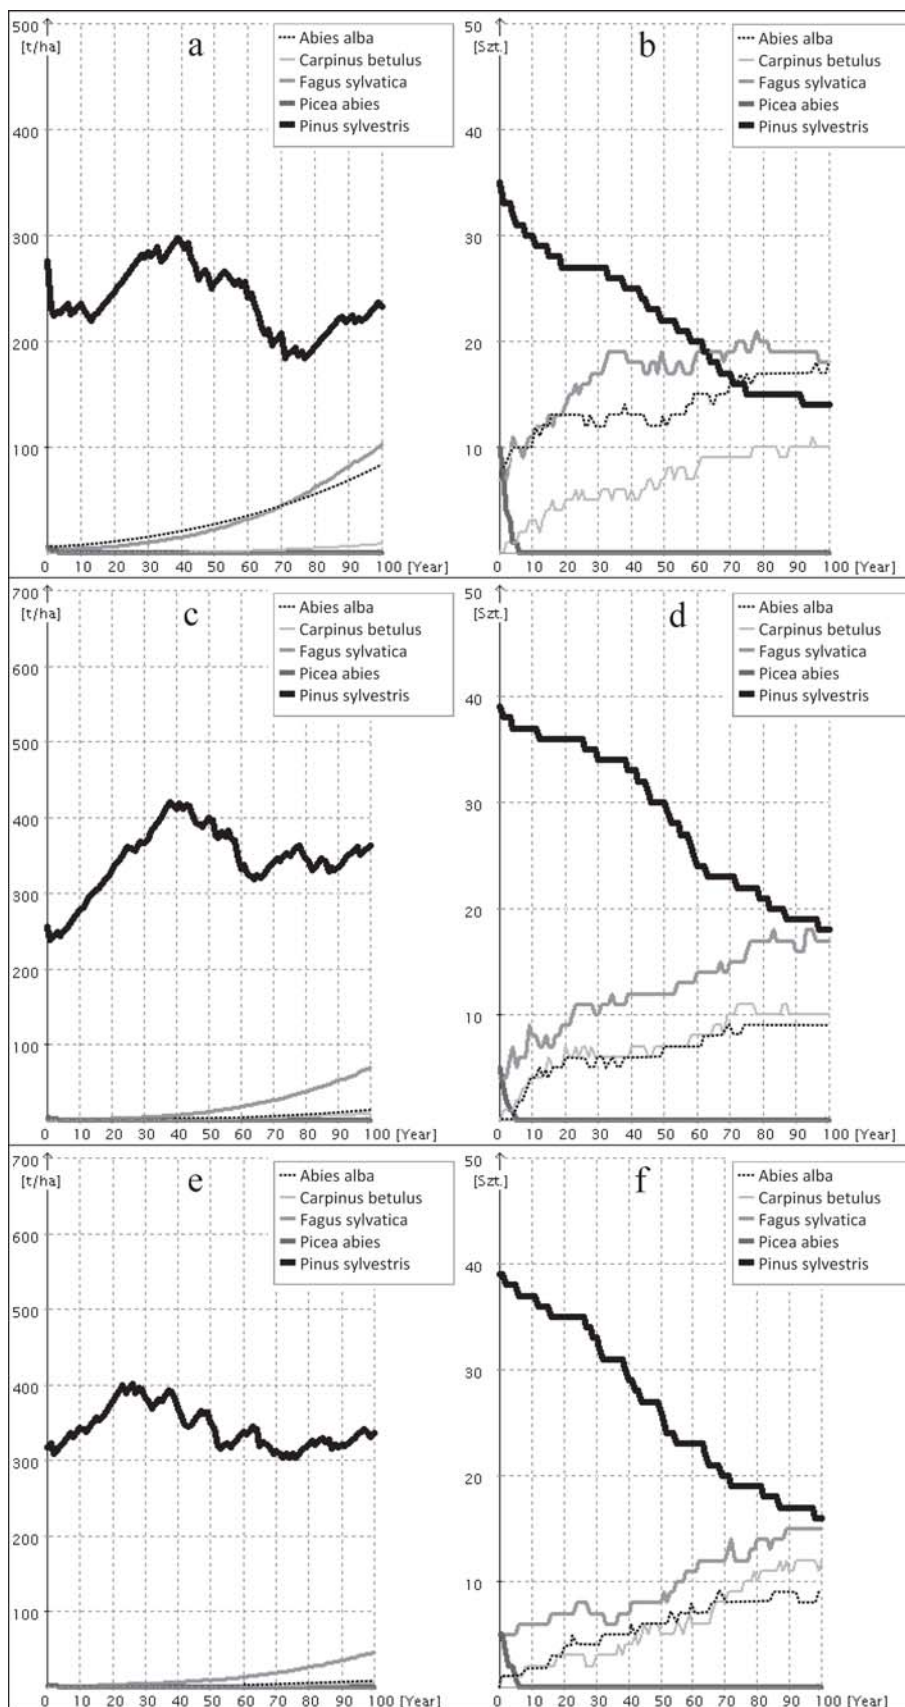 500
[t/ha]
400
300
200
100
a
Abies alba
Carpinus betulus
Fagus sylvatica
Picea abies
Pinus sylvestris
0 10 20 30 40 50 60 70 80 90 100 [Year]
50
[Szt.]
40
30
20
10
b
Abies alba
Carpinus betulus
Fagus sylvatica
Picea abies
Pinus sylvestris
0 10 20 30 40 50 60 70 80 90 100 [Year]
700
[t/ha]
600
500
400
300
200
100
c
Abies alba
Carpinus betulus
Fagus sylvatica
Picea abies
Pinus sylvestris
0 10 20 30 40 50 60 70 80 90 100 [Year]
50
[Szt.]
40
30
20
10
d
Abies alba
Carpinus betulus
Fagus sylvatica
Picea abies
Pinus sylvestris
0 10 20 30 40 50 60 70 80 90 100 [Year]
700
[t/ha]
600
500
400
300
200
100
e
Abies alba
Carpinus betulus
Fagus sylvatica
Picea abies
Pinus sylvestris
0 10 20 30 40 50 60 70 80 90 100 [Year]
50
[Szt.]
40
30
20
10
f
Abies alba
Carpinus betulus
Fagus sylvatica
Picea abies
Pinus sylvestris
0 10 20 30 40 50 60 70 80 90 100 [Year]